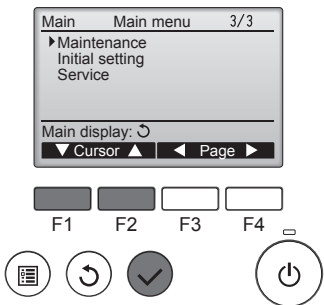 Main Main menu 3/3
Maintenance
Initial setting
Service
Main display:
Cursor Page
F1 F2 F3 F4